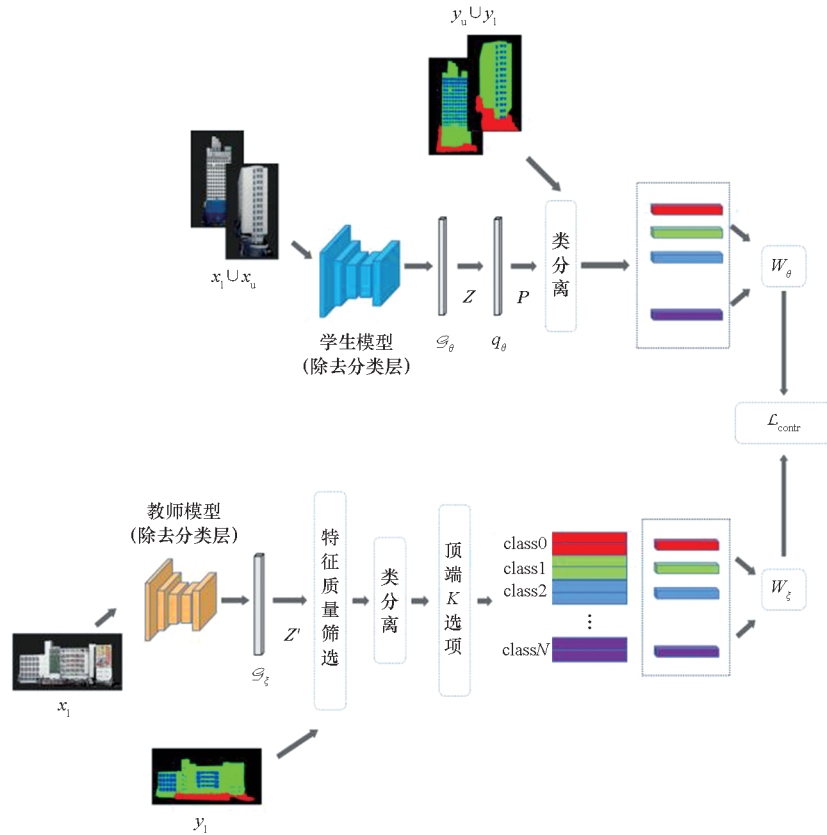 y_u∪y_l
x_l∪x_u
学生模型
(除去分类层)
𝒢_θ
Z
q_θ
P
类分离
W_θ
ℒ_contr
教师模型
(除去分类层)
x_l
𝒢_ξ
Z'
y_l
特征质量筛选
类分离
顶端K选项
class0
class1
class2
⋮
classN
W_ξ